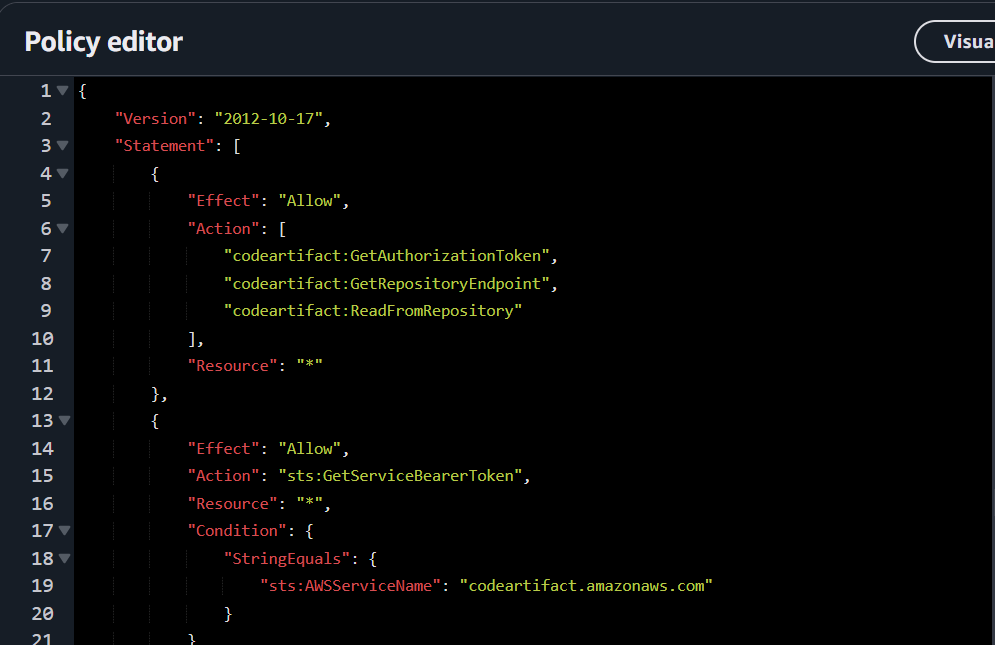 Policy editor
Visua
1 {
2 "Version": "2012-10-17",
3 "Statement": [
4 {
5 "Effect": "Allow",
6 "Action": [
7 "codeartifact:GetAuthorizationToken",
8 "codeartifact:GetRepositoryEndpoint",
9 "codeartifact:ReadFromRepository"
10 ],
11 "Resource": "*"
12 },
13 {
14 "Effect": "Allow",
15 "Action": "sts:GetServiceBearerToken",
16 "Resource": "*",
17 "Condition": {
18 "StringEquals": {
19 "sts:AWSServiceName": "codeartifact.amazonaws.com"
20 }
21 }